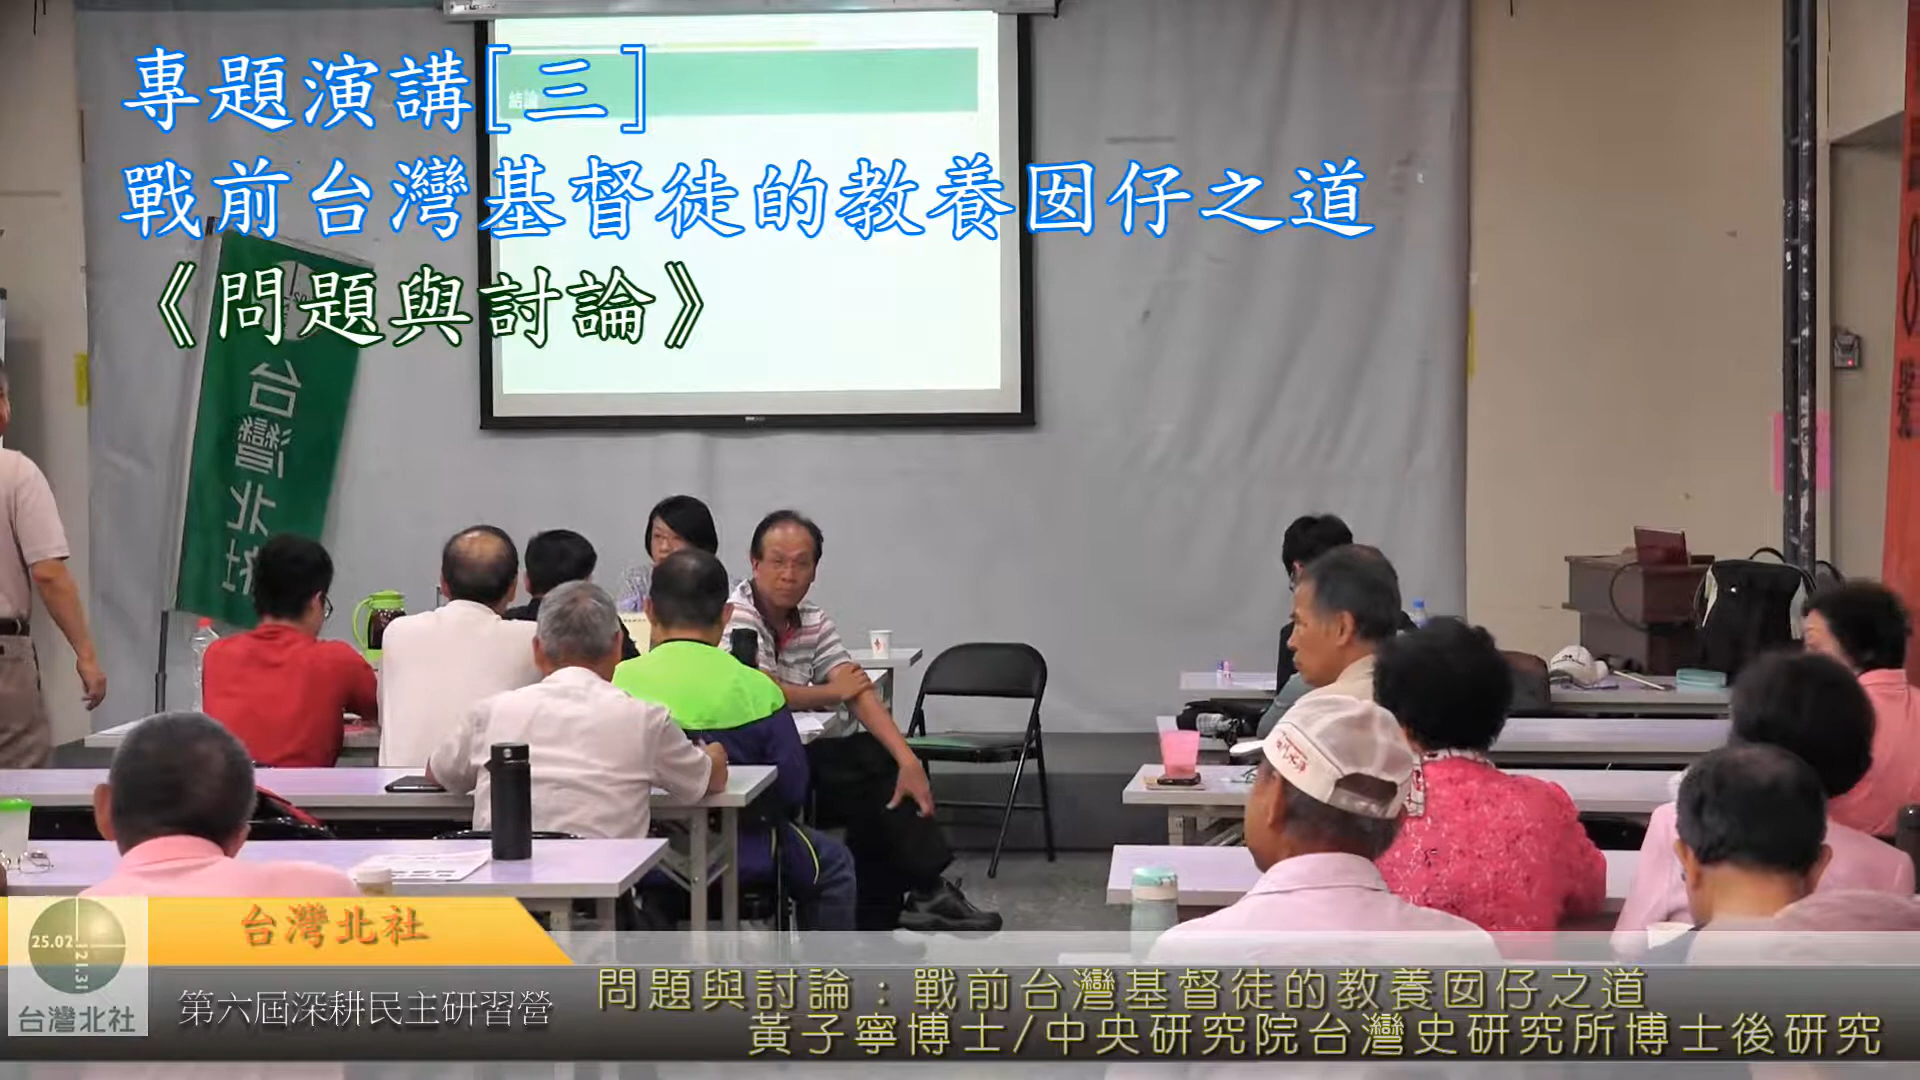 專題演講[三]
戰前台灣基督徒的教養囡仔之道
《問題與討論》
結論
台灣北社
台灣北社
25.02
121.31
台灣北社
第六屆深耕民主研習營
問題與討論：戰前台灣基督徒的教養囡仔之道
黃子寧博士/中央研究院台灣史研究所博士後研究